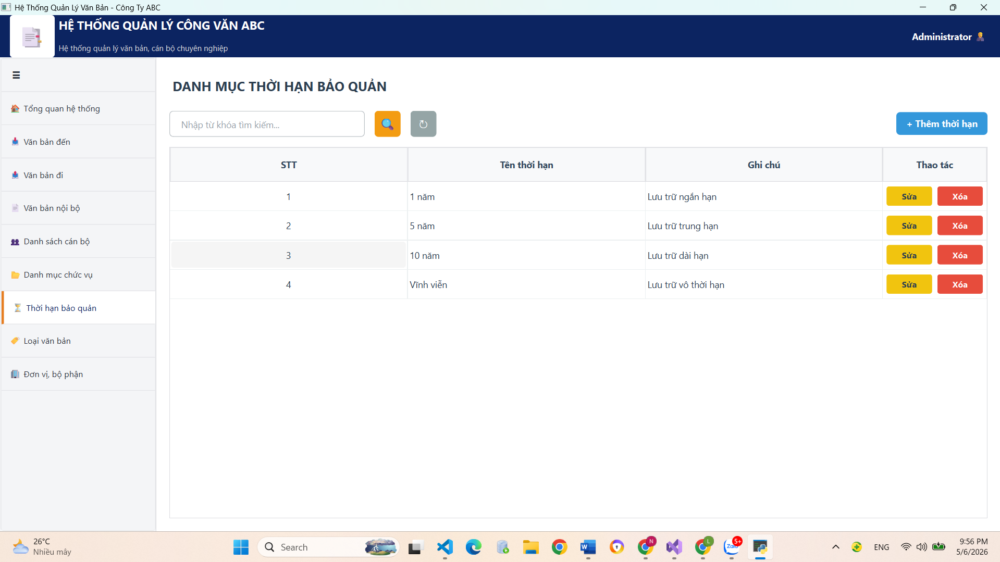 Hệ Thống Quản Lý Văn Bản - Công Ty ABC
HỆ THỐNG QUẢN LÝ CÔNG VĂN ABC
Hệ thống quản lý văn bản, cán bộ chuyên nghiệp
Administrator
Tổng quan hệ thống
Văn bản đến
Văn bản đi
Văn bản nội bộ
Danh sách cán bộ
Danh mục chức vụ
Thời hạn bảo quản
Loại văn bản
Đơn vị, bộ phận
DANH MỤC THỜI HẠN BẢO QUẢN
Nhập từ khóa tìm kiếm...
+ Thêm thời hạn
STT Tên thời hạn Ghi chú Thao tác
1 1 năm Lưu trữ ngắn hạn Sửa Xóa
2 5 năm Lưu trữ trung hạn Sửa Xóa
3 10 năm Lưu trữ dài hạn Sửa Xóa
4 Vĩnh viễn Lưu trữ vô thời hạn Sửa Xóa
26°C
Nhiều mây
Search
N
L
Zalo
5+
ENG
9:56 PM
5/6/2026